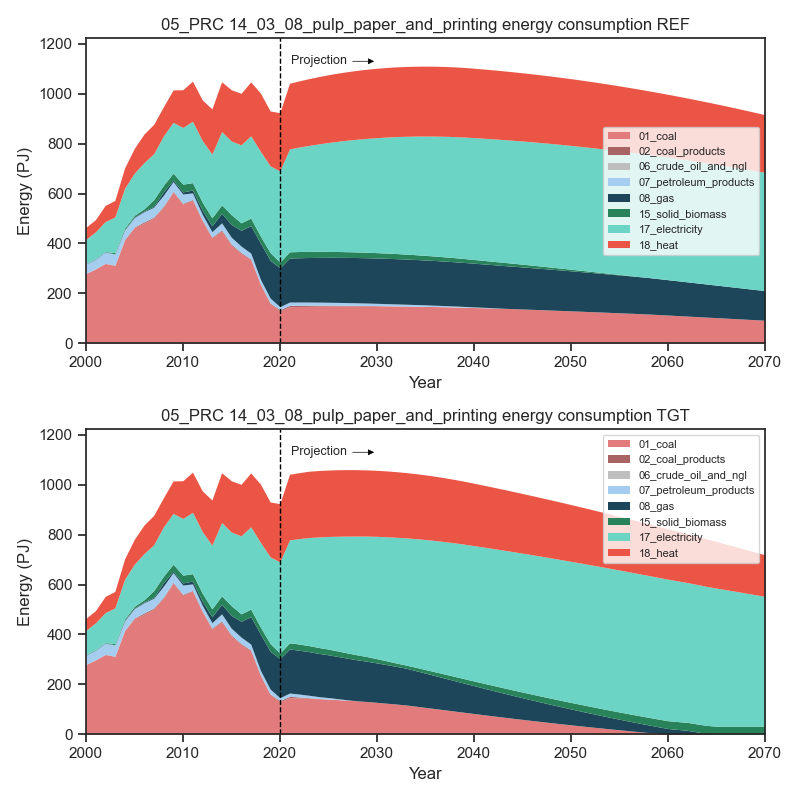 05_PRC 14_03_08_pulp_paper_and_printing energy consumption REF
1200
1000
800
600
400
200
0
Energy (PJ)
Projection
01_coal
02_coal_products
06_crude_oil_and_ngl
07_petroleum_products
08_gas
15_solid_biomass
17_electricity
18_heat
2000 2010 2020 2030 2040 2050 2060 2070
Year
05_PRC 14_03_08_pulp_paper_and_printing energy consumption TGT
1200
1000
800
600
400
200
0
Energy (PJ)
Projection
01_coal
02_coal_products
06_crude_oil_and_ngl
07_petroleum_products
08_gas
15_solid_biomass
17_electricity
18_heat
2000 2010 2020 2030 2040 2050 2060 2070
Year